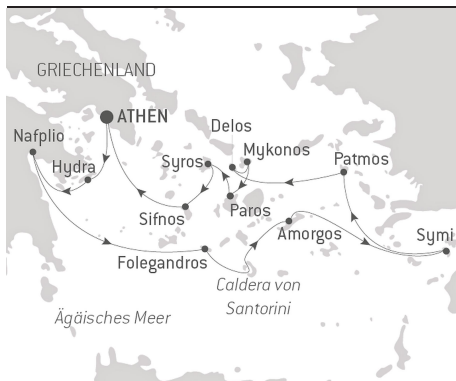 GRIECHENLAND
ATHEN
Nafplio
Delos
Mykonos
Hydra
Syros
Patmos
Sifnos
Paros
Amorgos
Symi
Folegandros
Caldera von
Santorini
Ägäisches Meer